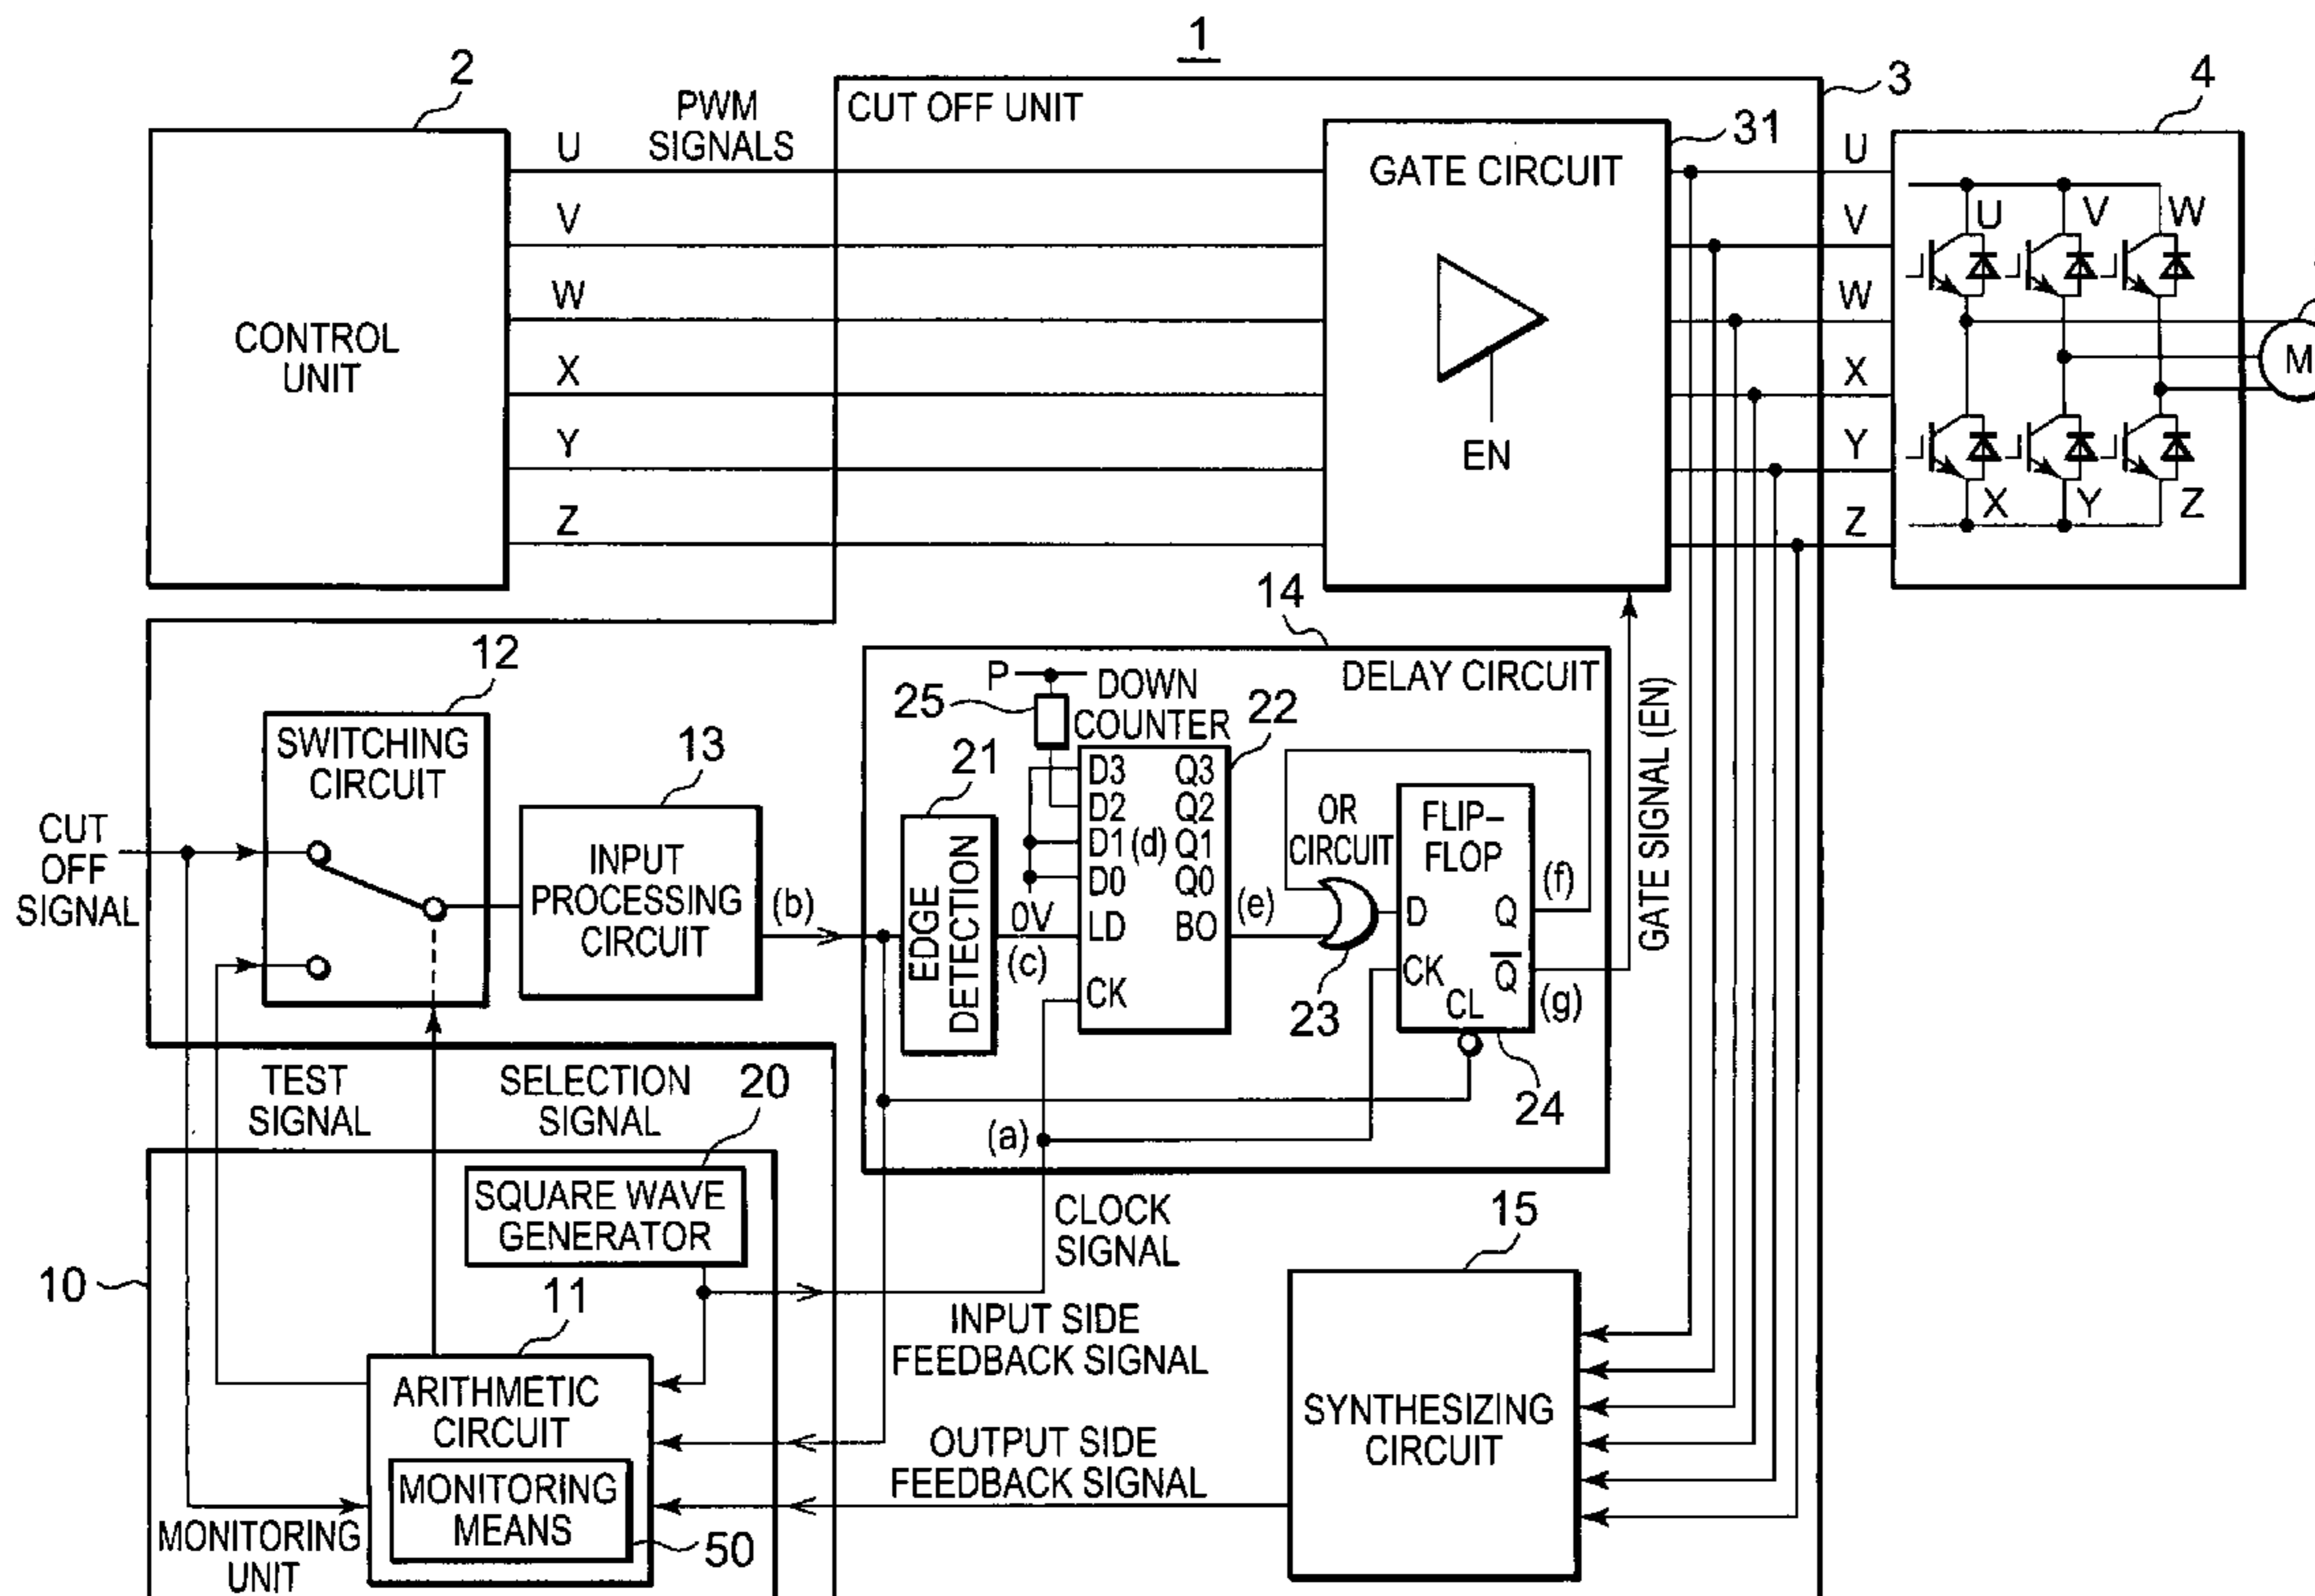 1
2
PWM
SIGNALS
CUT OFF UNIT
3
4
CONTROL
UNIT
U
V
W
X
Y
Z
GATE CIRCUIT
31
EN
U
V
W
X
Y
Z
U
V
W
X
Y
Z
M
12
SWITCHING
CIRCUIT
13
INPUT
PROCESSING
CIRCUIT
(b)
CUT
OFF
SIGNAL
14
DELAY CIRCUIT
P
25
DOWN
COUNTER
22
21
EDGE
DETECTION
D3
D2
D1
D0
LD
CK
(d)
Q3
Q2
Q1
Q0
BO
0V
(c)
(e)
OR
CIRCUIT
23
FLIP-
FLOP
D
Q
CK
Q̅
CL
(f)
(g)
24
(a)
GATE SIGNAL (EN)
TEST
SIGNAL
SELECTION
SIGNAL
20
SQUARE WAVE
GENERATOR
CLOCK
SIGNAL
10
11
ARITHMETIC
CIRCUIT
MONITORING
MEANS
50
MONITORING
UNIT
INPUT SIDE
FEEDBACK SIGNAL
OUTPUT SIDE
FEEDBACK SIGNAL
15
SYNTHESIZING
CIRCUIT